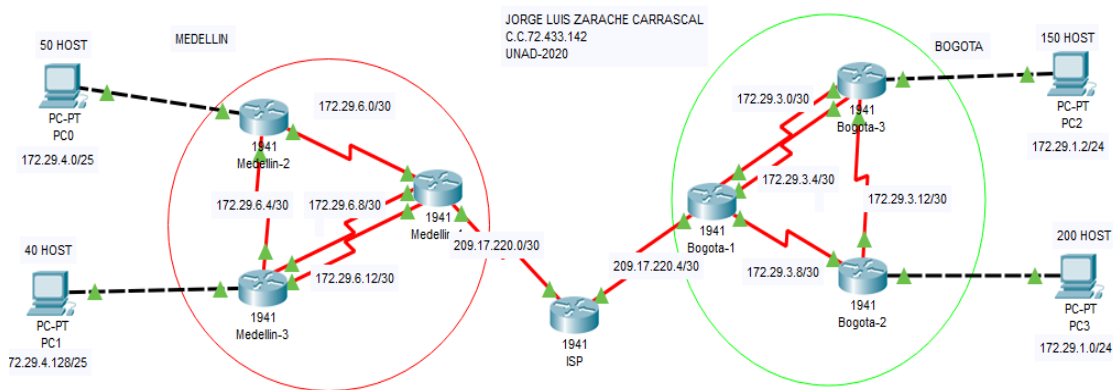 JORGE LUIS ZARACHE CARRASCAL
C.C.72.433.142
UNAD-2020
MEDELLIN
50 HOST
PC-PT
PC0
172.29.4.0/25
1941
Medellin-2
172.29.6.0/30
172.29.6.4/30
172.29.6.8/30
1941
172.29.6.12/30
40 HOST
PC-PT
PC1
72.29.4.128/25
1941
Medellin-3
209.17.220.0/30
1941
ISP
209.17.220.4/30
BOGOTA
150 HOST
PC-PT
PC2
172.29.1.2/24
1941
Bogota-3
172.29.3.0/30
172.29.3.4/30
172.29.3.12/30
1941
Bogota-1
172.29.3.8/30
1941
Bogota-2
200 HOST
PC-PT
PC3
172.29.1.0/24